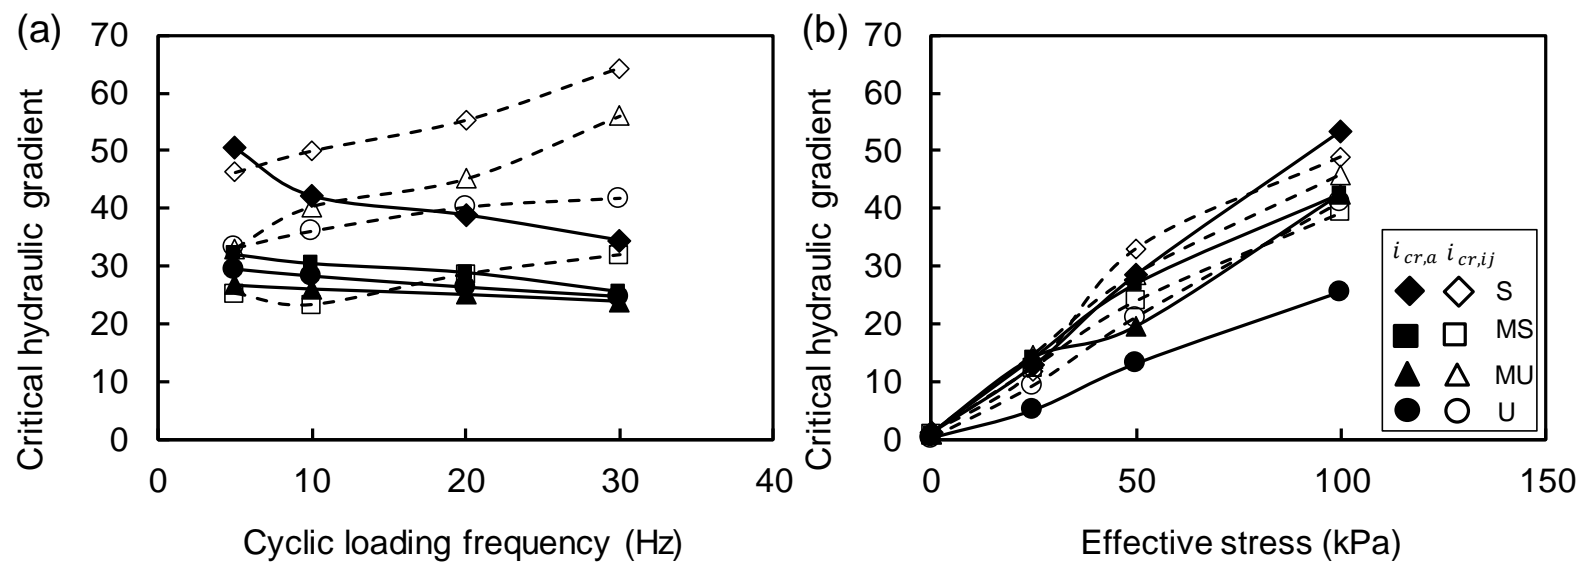 (a)
Critical hydraulic gradient
70
60
50
40
30
20
10
0
0 10 20 30 40
Cyclic loading frequency (Hz)
(b)
Critical hydraulic gradient
70
60
50
40
30
20
10
0
0 50 100 150
Effective stress (kPa)
i cr,a i cr,ij
S
MS
MU
U